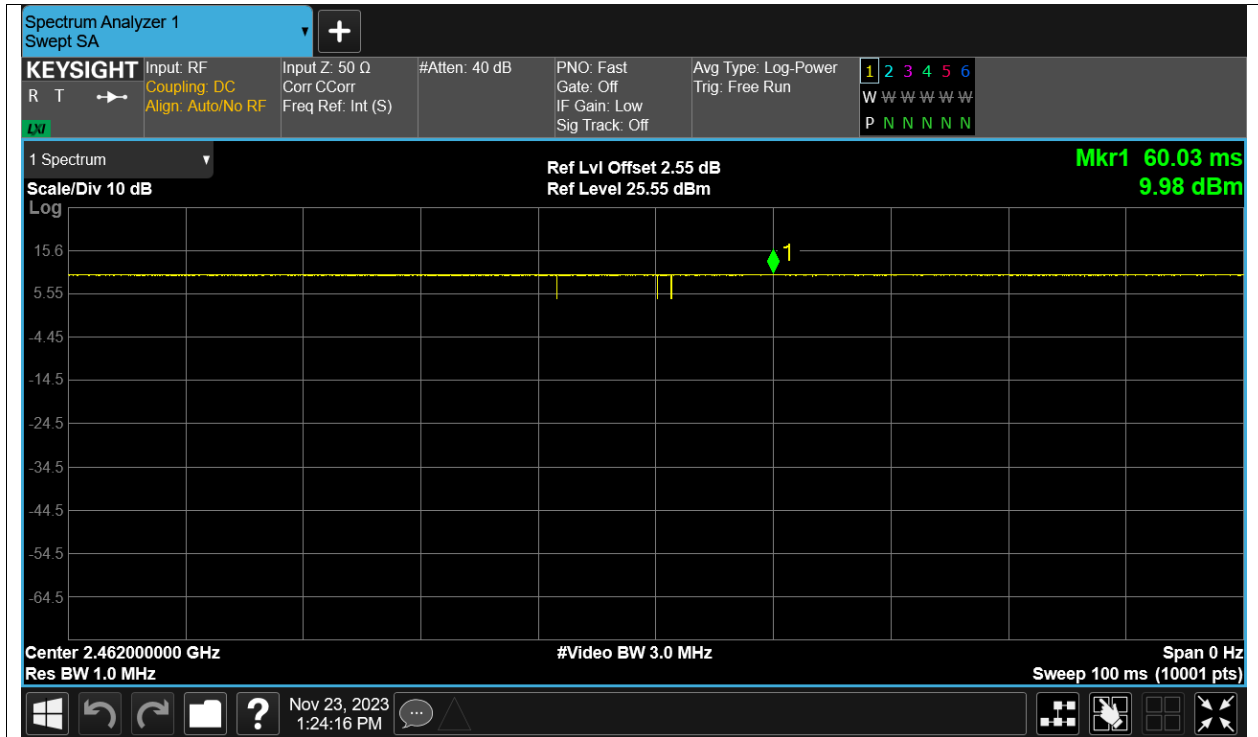 Spectrum Analyzer 1
Swept SA
KEYSIGHT
R T
LXI
Input: RF
Coupling: DC
Align: Auto/No RF
Input Z: 50 Ω
Corr CCorr
Freq Ref: Int (S)
#Atten: 40 dB
PNO: Fast
Gate: Off
IF Gain: Low
Sig Track: Off
Avg Type: Log-Power
Trig: Free Run
1 2 3 4 5 6
W W W W W W
P N N N N N
1 Spectrum
Scale/Div 10 dB
Log
Ref Lvl Offset 2.55 dB
Ref Level 25.55 dBm
Mkr1 60.03 ms
9.98 dBm
1
15.6
5.55
-4.45
-14.5
-24.5
-34.5
-44.5
-54.5
-64.5
Center 2.462000000 GHz
Res BW 1.0 MHz
#Video BW 3.0 MHz
Span 0 Hz
Sweep 100 ms (10001 pts)
?
Nov 23, 2023
1:24:16 PM